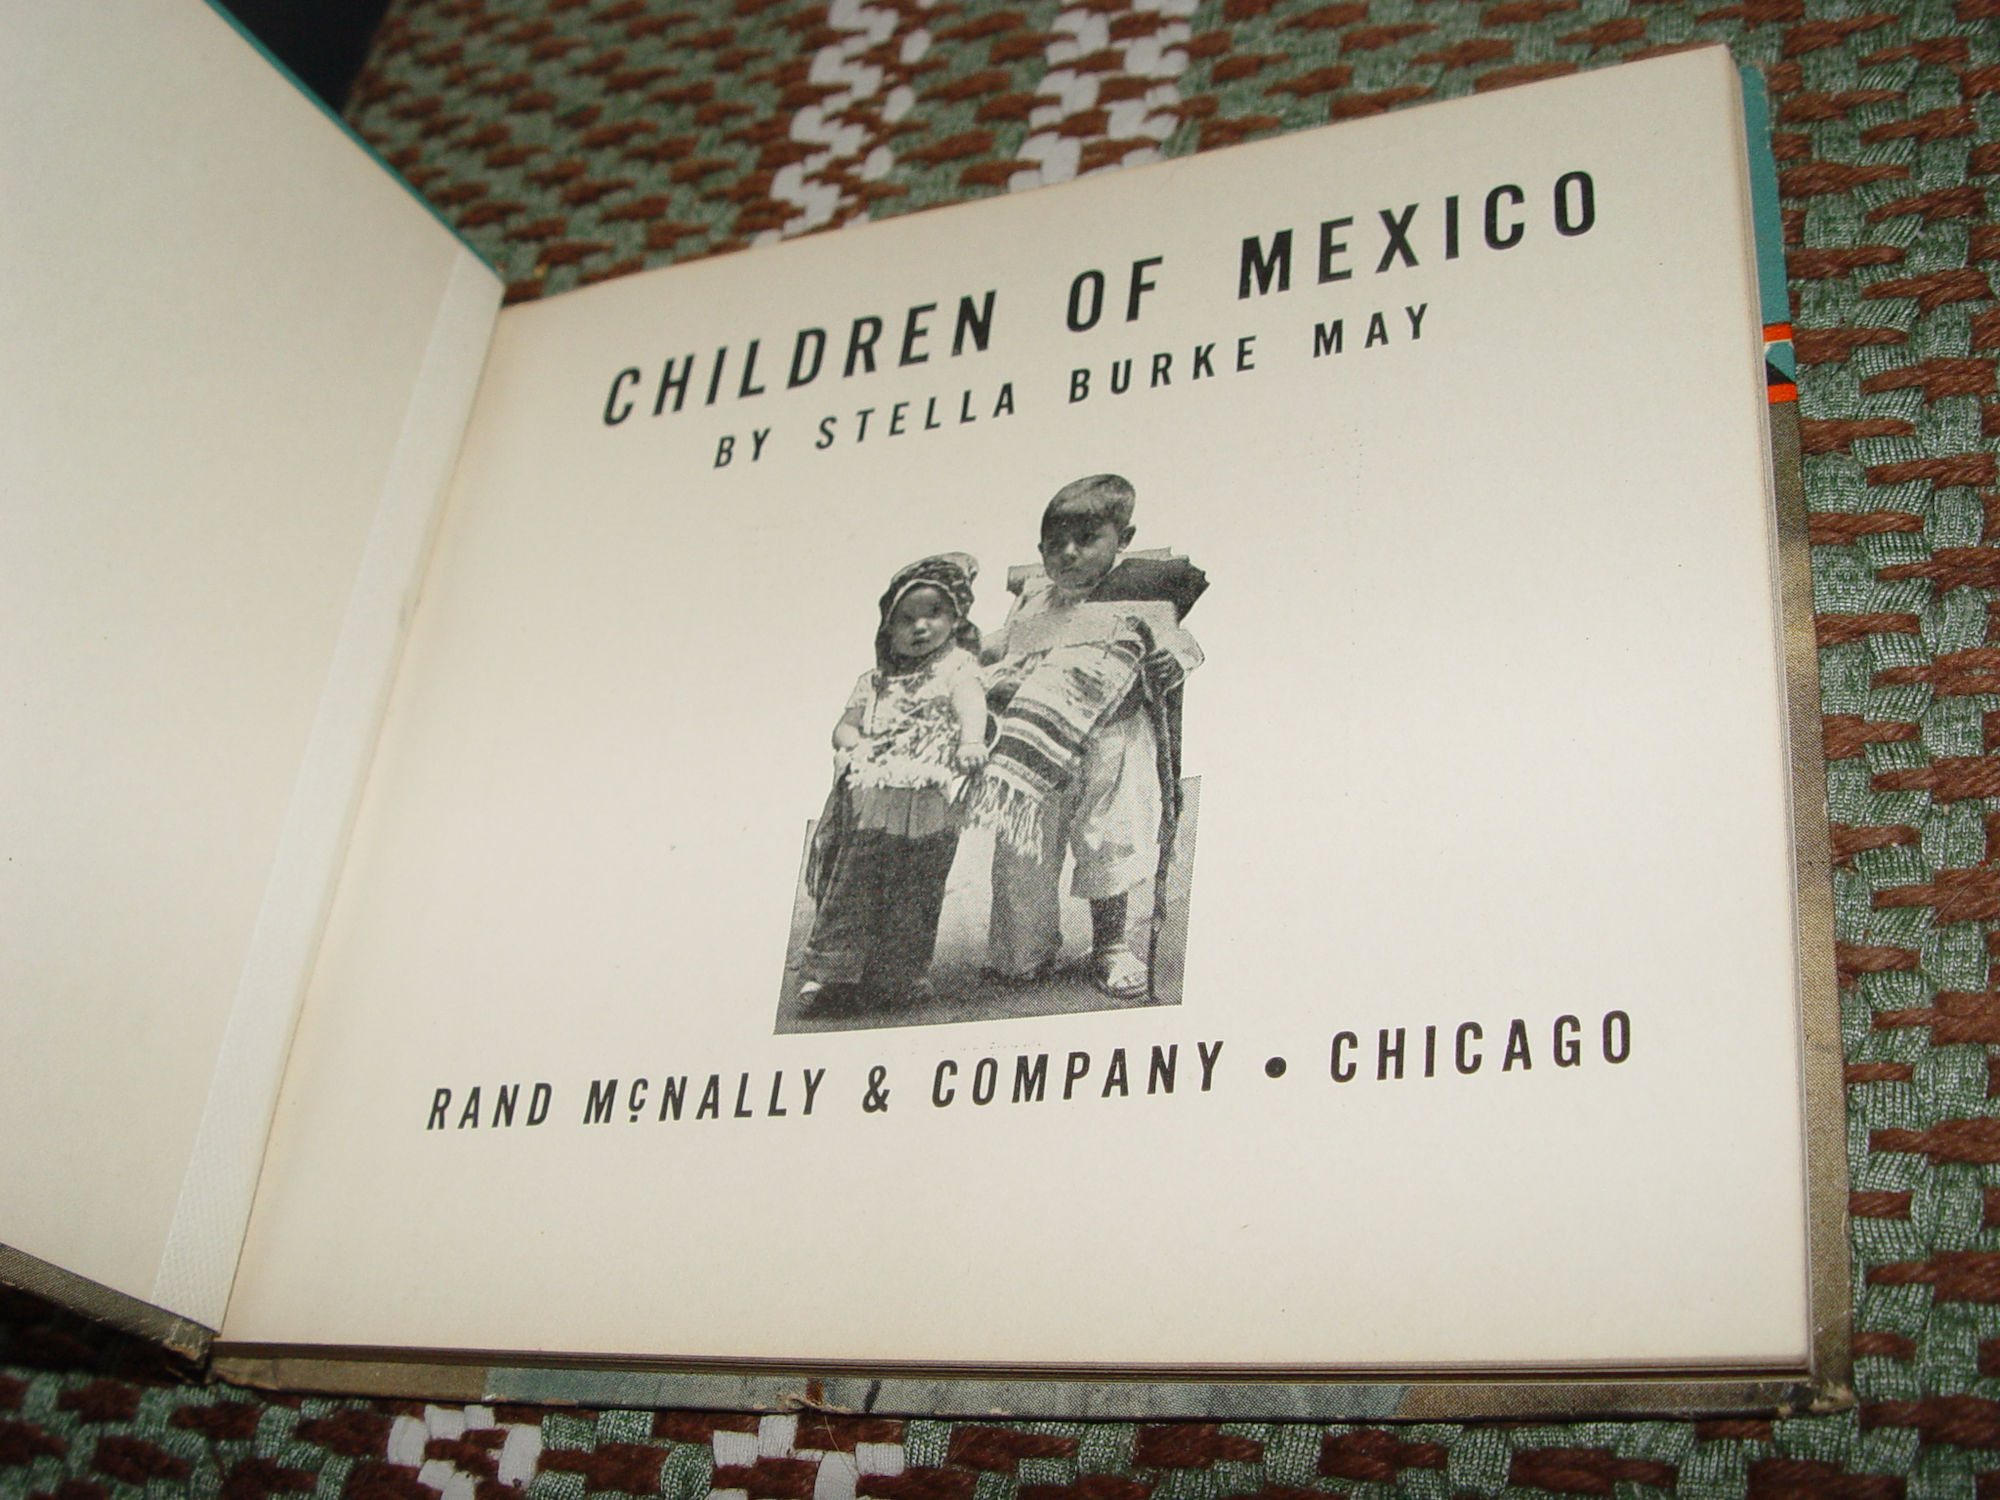 CHILDREN OF MEXICO
BY STELLA BURKE MAY
RAND McNALLY & COMPANY • CHICAGO